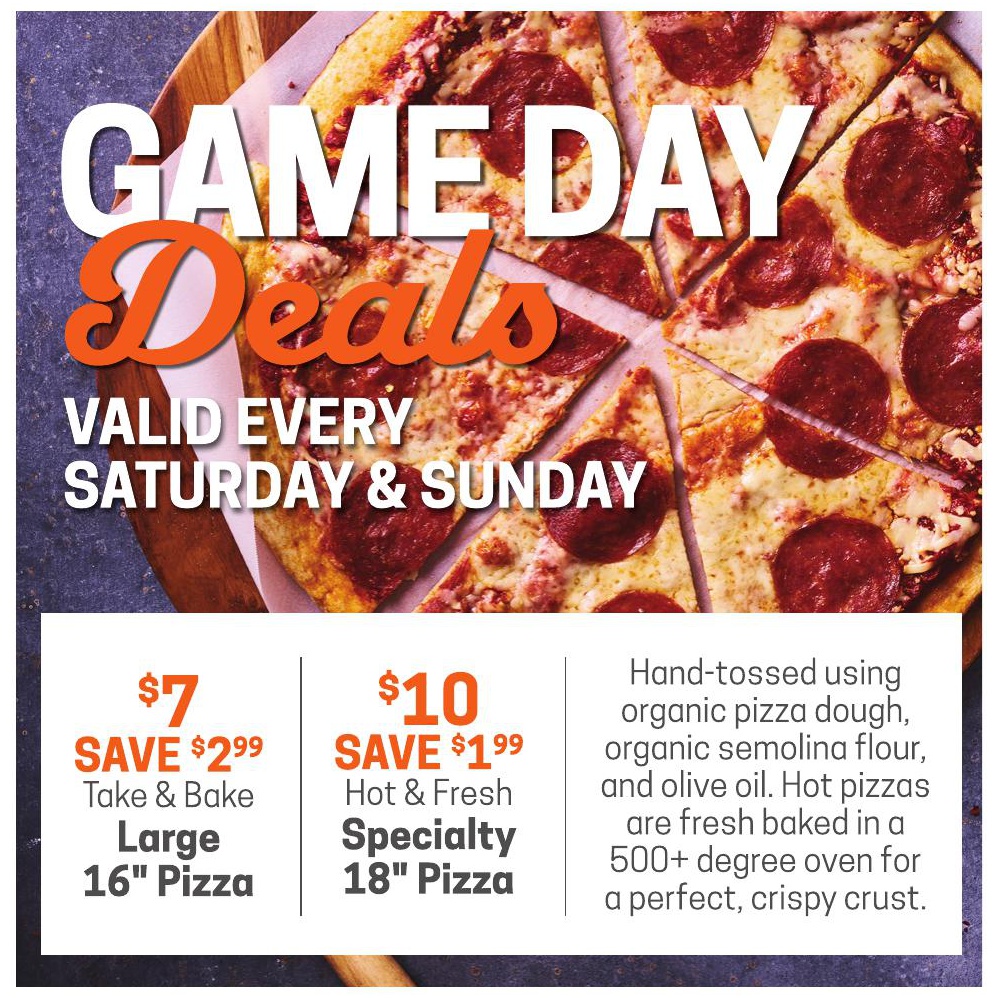 GAME DAY
Deals
VALID EVERY
SATURDAY & SUNDAY
$7
SAVE $2.99
Take & Bake
Large
16" Pizza
$10
SAVE $1.99
Hot & Fresh
Specialty
18" Pizza
Hand-tossed using
organic pizza dough,
organic semolina flour,
and olive oil. Hot pizzas
are fresh baked in a
500+ degree oven for
a perfect, crispy crust.